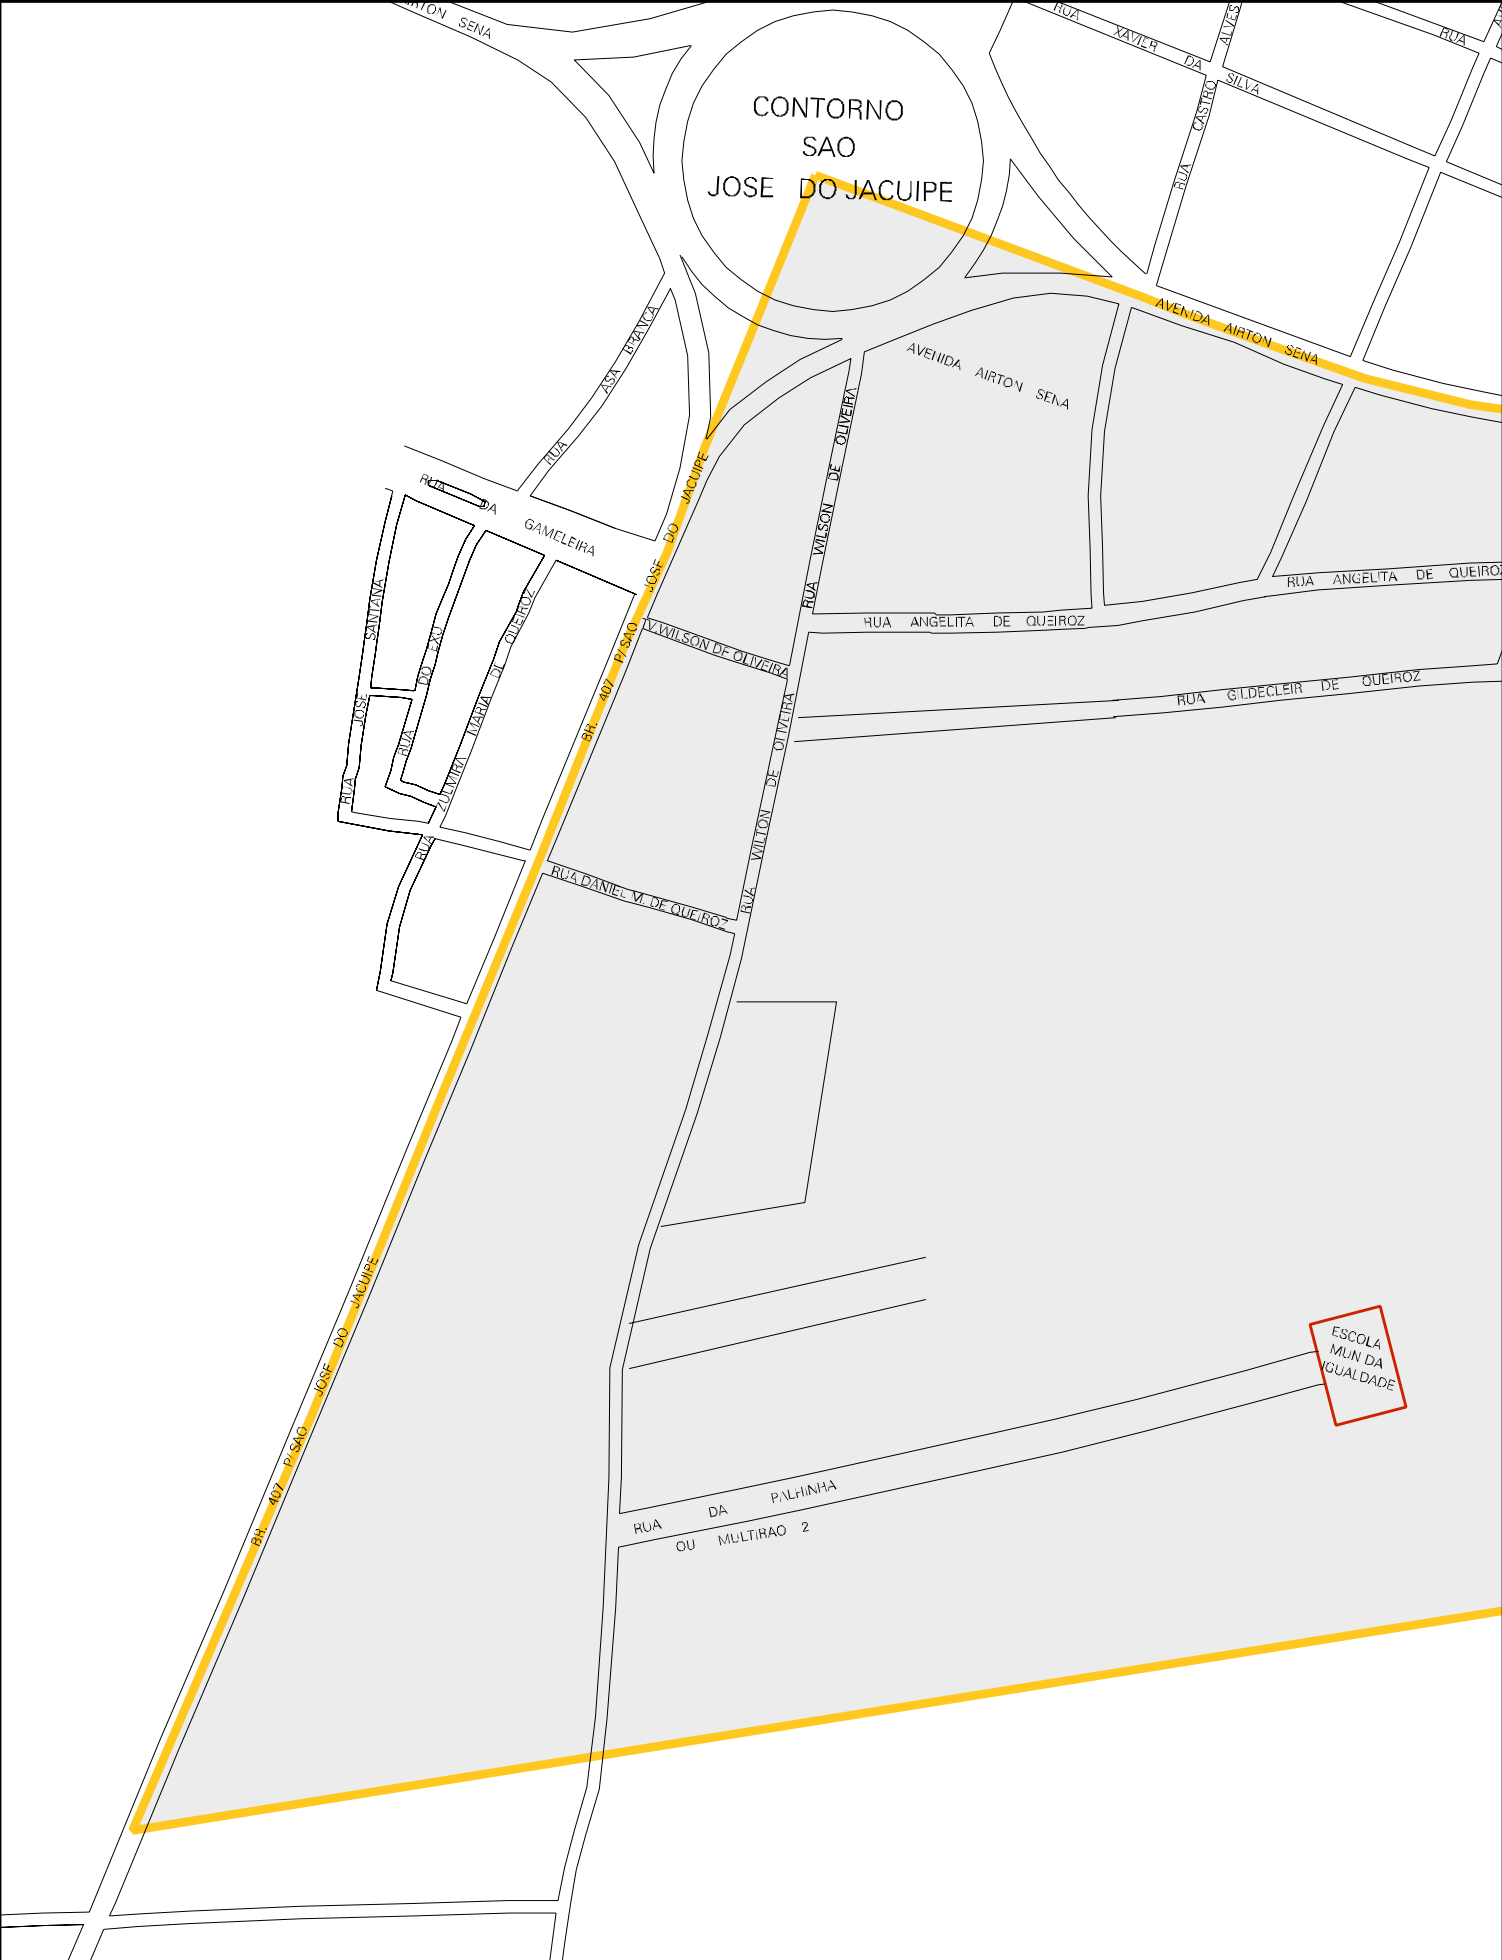 SENA
RUA XAVIER DA SILVA
ALVES
RUA
RUA CASTRO
CONTORNO
SAO
JOSE DO JACUIPE
AVENIDA AIRTON SENA
AVENIDA AIRTON SENA
RUA ASA BRANCA
RUA DA GAMELEIRA
RUA WILSON DE OLIVEIRA
RUA ANGELITA DE QUEIROZ
RUA ANGELITA DE QUEIROZ
RUA JOSE SANTANA
RUA DO EXU
RUA ZULMIRA MARIA DE QUEIROZ
BR. 407 P/ SAO JOSE DO JACUIPE
TV.WILSON DE OLIVEIRA
RUA GILDECLEIR DE QUEIROZ
RUA WILTON DE OLIVEIRA
RUA DANIEL M. DE QUEIROZ
BR. 407 P/ SAO JOSE DO JACUIPE
ESCOLA
MUN DA
IGUALDADE
RUA DA PALHINHA
OU MULTIRAO 2